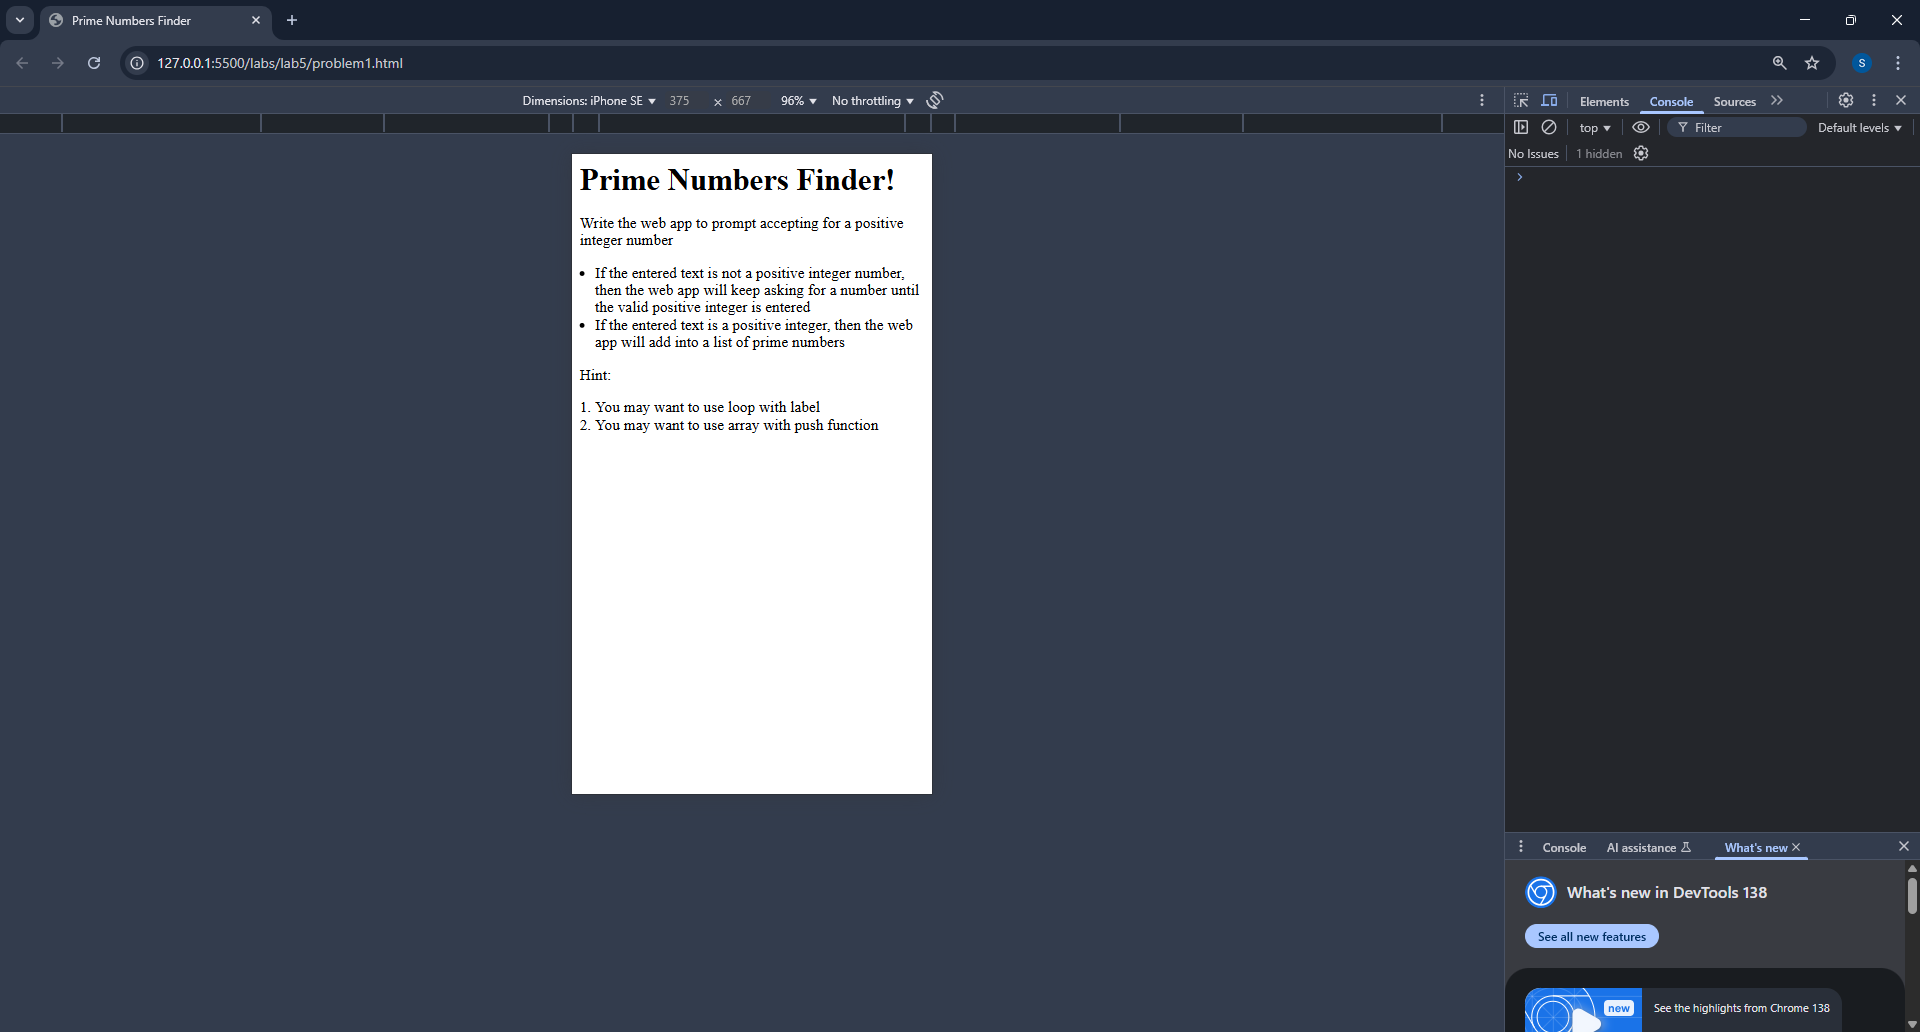 Prime Numbers Finder
127.0.0.1:5500/labs/lab5/problem1.html
S
Dimensions: iPhone SE 375 x 667 96% No throttling
Elements Console Sources
top Filter Default levels
No Issues 1 hidden
Prime Numbers Finder!
Write the web app to prompt accepting for a positive
integer number
• If the entered text is not a positive integer number,
then the web app will keep asking for a number until
the valid positive integer is entered
• If the entered text is a positive integer, then the web
app will add into a list of prime numbers
Hint:
1. You may want to use loop with label
2. You may want to use array with push function
Console AI assistance What's new
What's new in DevTools 138
See all new features
new See the highlights from Chrome 138